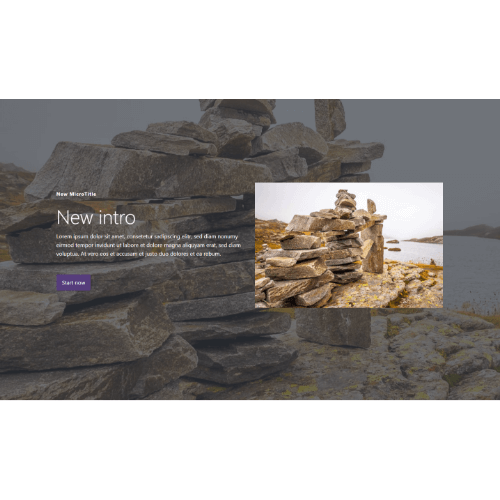 New MicroTitle
New intro
Lorem ipsum dolor sit amet, consetetur sadipscing elitr, sed diam nonumy
eirmod tempor invidunt ut labore et dolore magna aliquyam erat, sed diam
voluptua. At vero eos et accusam et justo duo dolores et ea rebum.
Start now